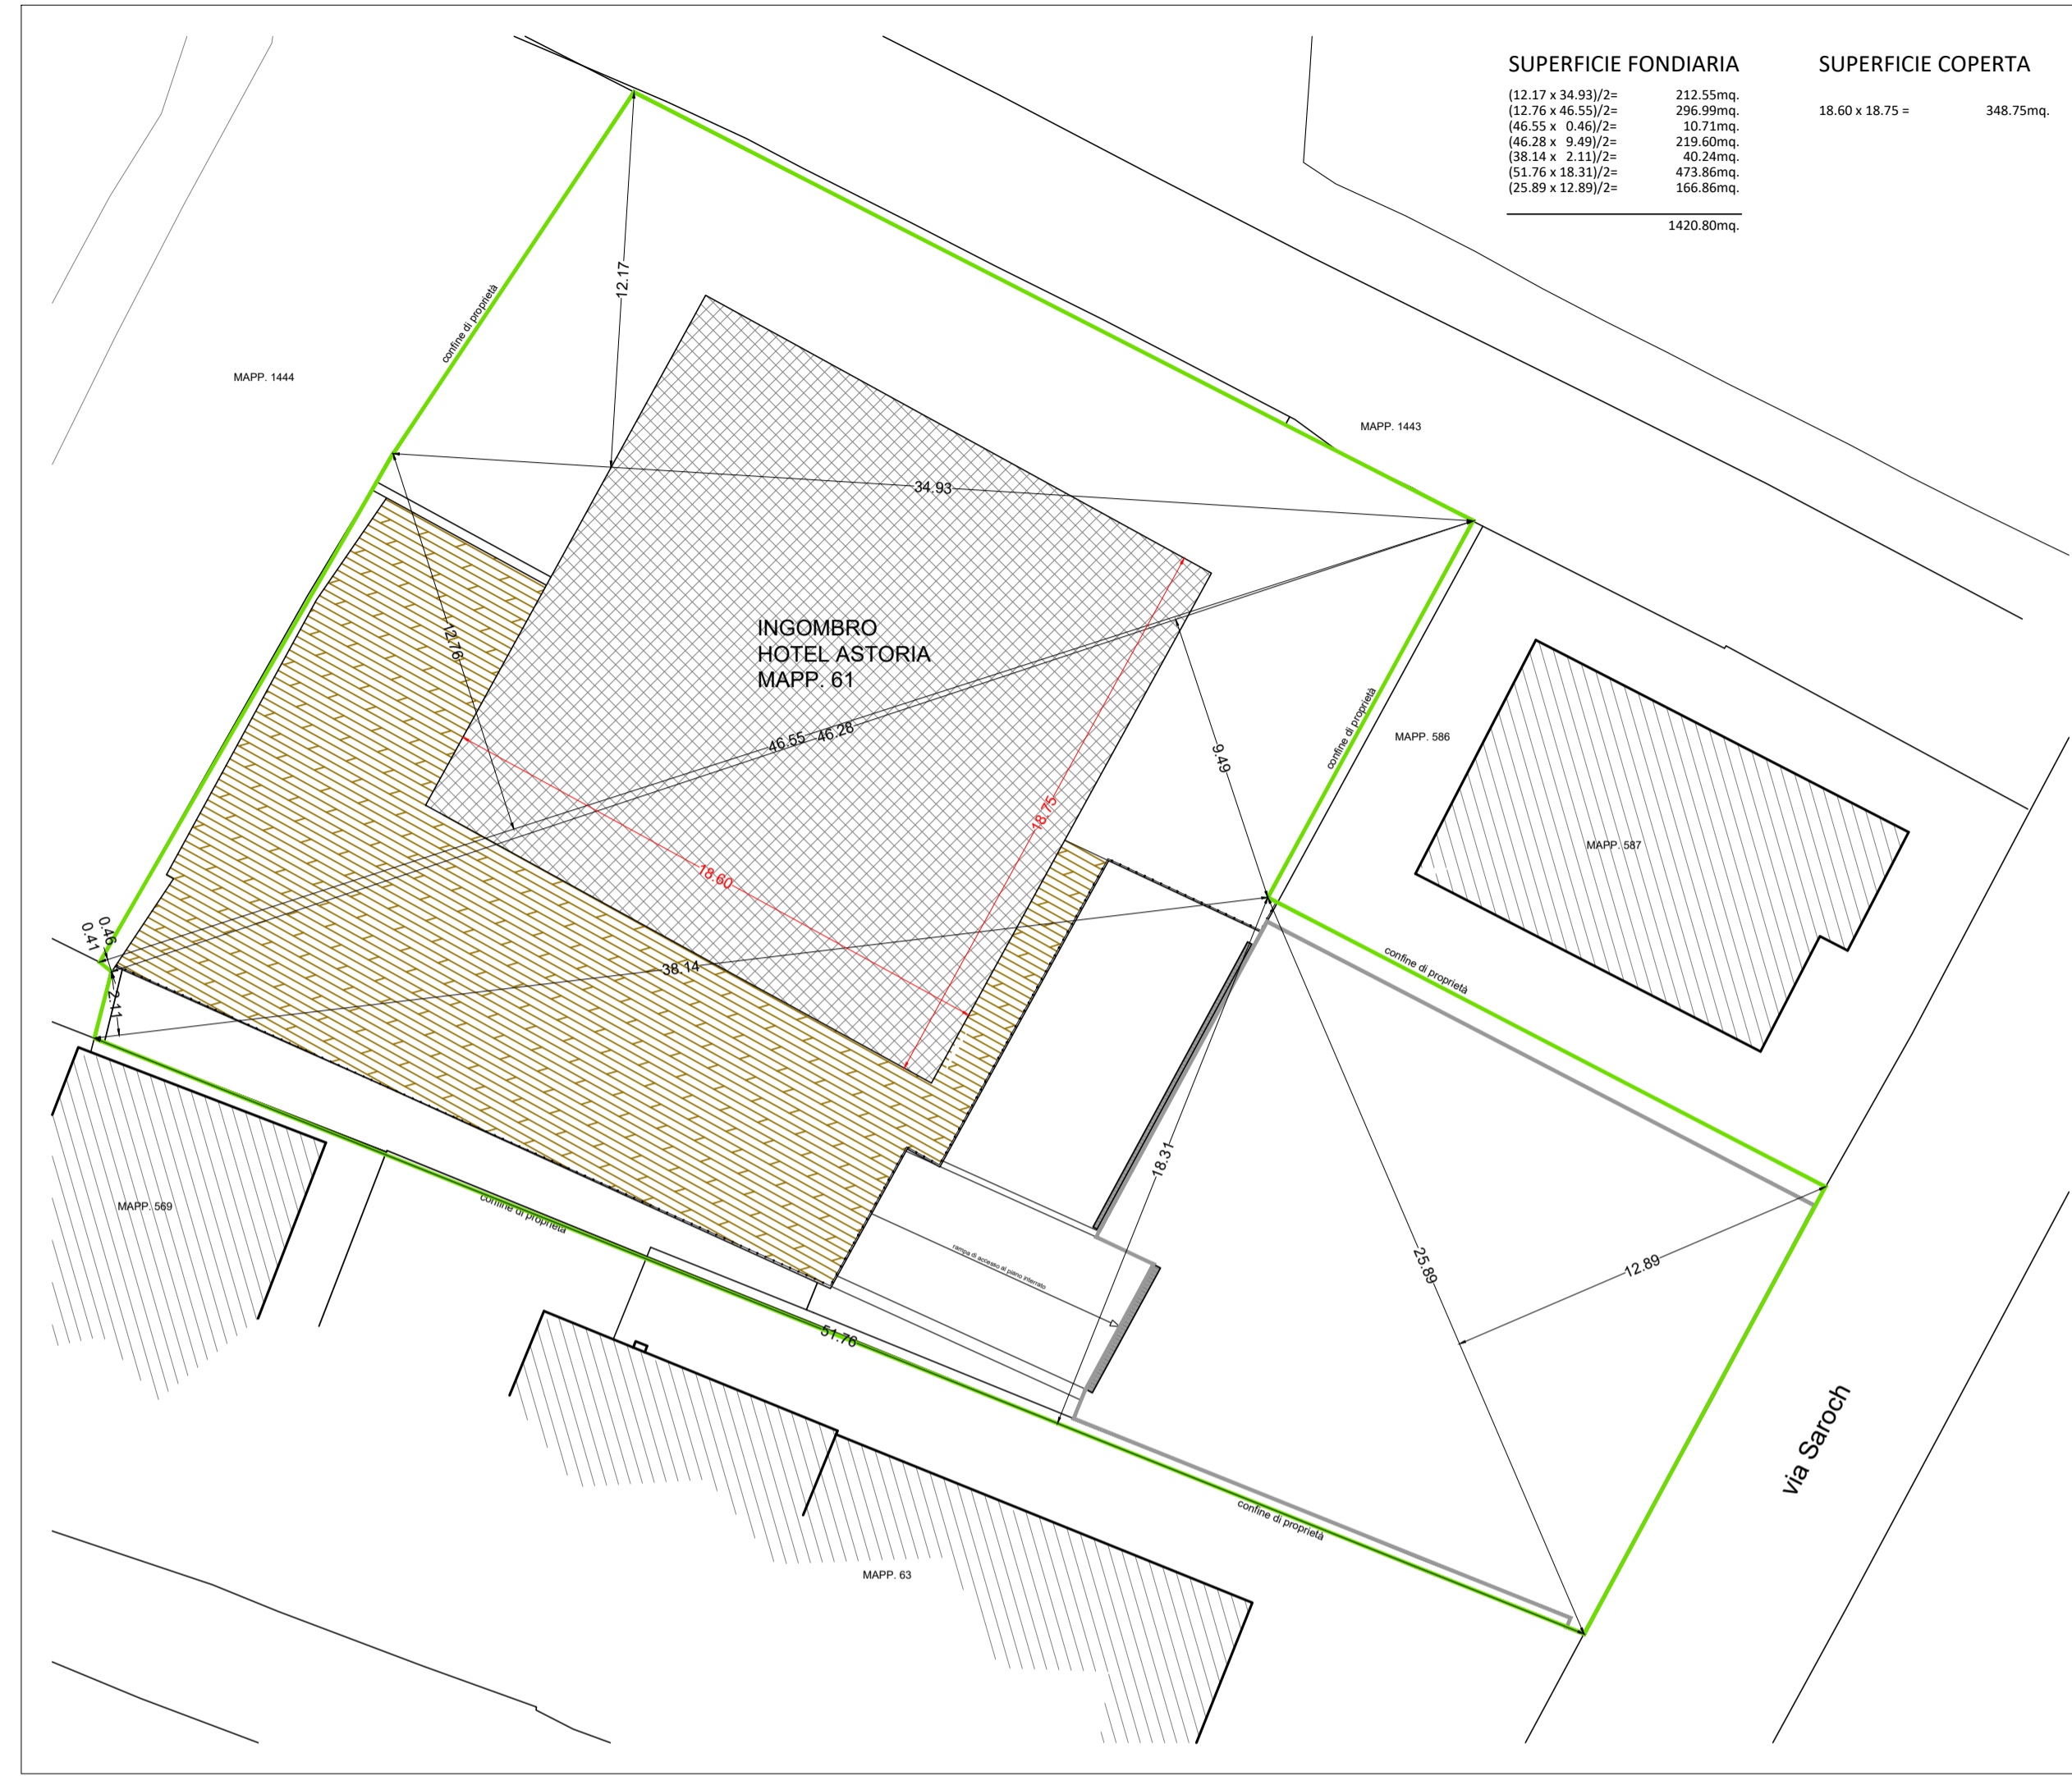 SUPERFICIE FONDIARIA
(12.17 x 34.93)/2= 212.55mq.
(12.76 x 46.55)/2= 296.99mq.
(46.55 x 0.46)/2= 10.71mq.
(46.28 x 9.49)/2= 219.60mq.
(38.14 x 2.11)/2= 40.24mq.
(51.76 x 18.31)/2= 473.86mq.
(25.89 x 12.89)/2= 166.86mq.
1420.80mq.
SUPERFICIE COPERTA
18.60 x 18.75 = 348.75mq.
12.17
confine di proprietà
MAPP. 1444
MAPP. 1443
34.93
12.76
INGOMBRO
HOTEL ASTORIA
MAPP. 61
46.55
46.28
9.49
confine di proprietà
MAPP. 586
18.75
MAPP. 587
18.60
0.46
0.41
38.14
confine di proprietà
2.11
18.31
MAPP. 569
confine di proprietà
rampa di accesso al piano interrato
25.89
12.89
51.76
via Saroch
confine di proprietà
MAPP. 63